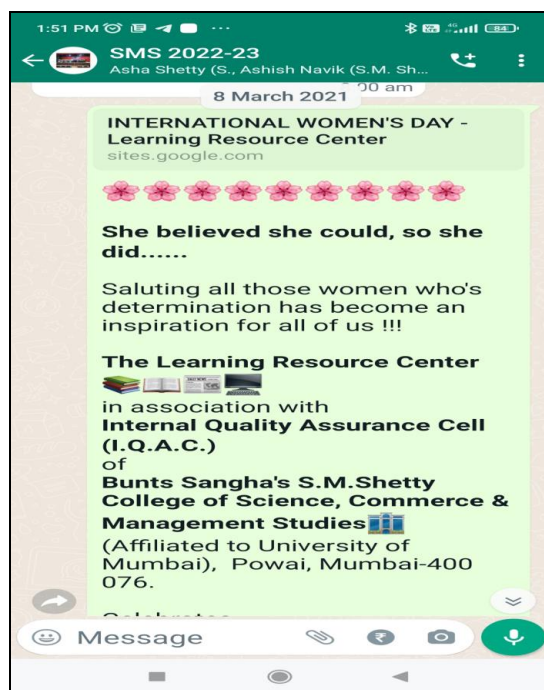 1:51 PM ... 4G 84
SMS 2022-23
Asha Shetty (S., Ashish Navik (S.M. Sh...
:00 am
8 March 2021
INTERNATIONAL WOMEN'S DAY -
Learning Resource Center
sites.google.com
She believed she could, so she
did......
Saluting all those women who's
determination has become an
inspiration for all of us !!!
The Learning Resource Center
in association with
Internal Quality Assurance Cell
(I.Q.A.C.)
of
Bunts Sangha's S.M.Shetty
College of Science, Commerce &
Management Studies
(Affiliated to University of
Mumbai), Powai, Mumbai-400
076.
Message